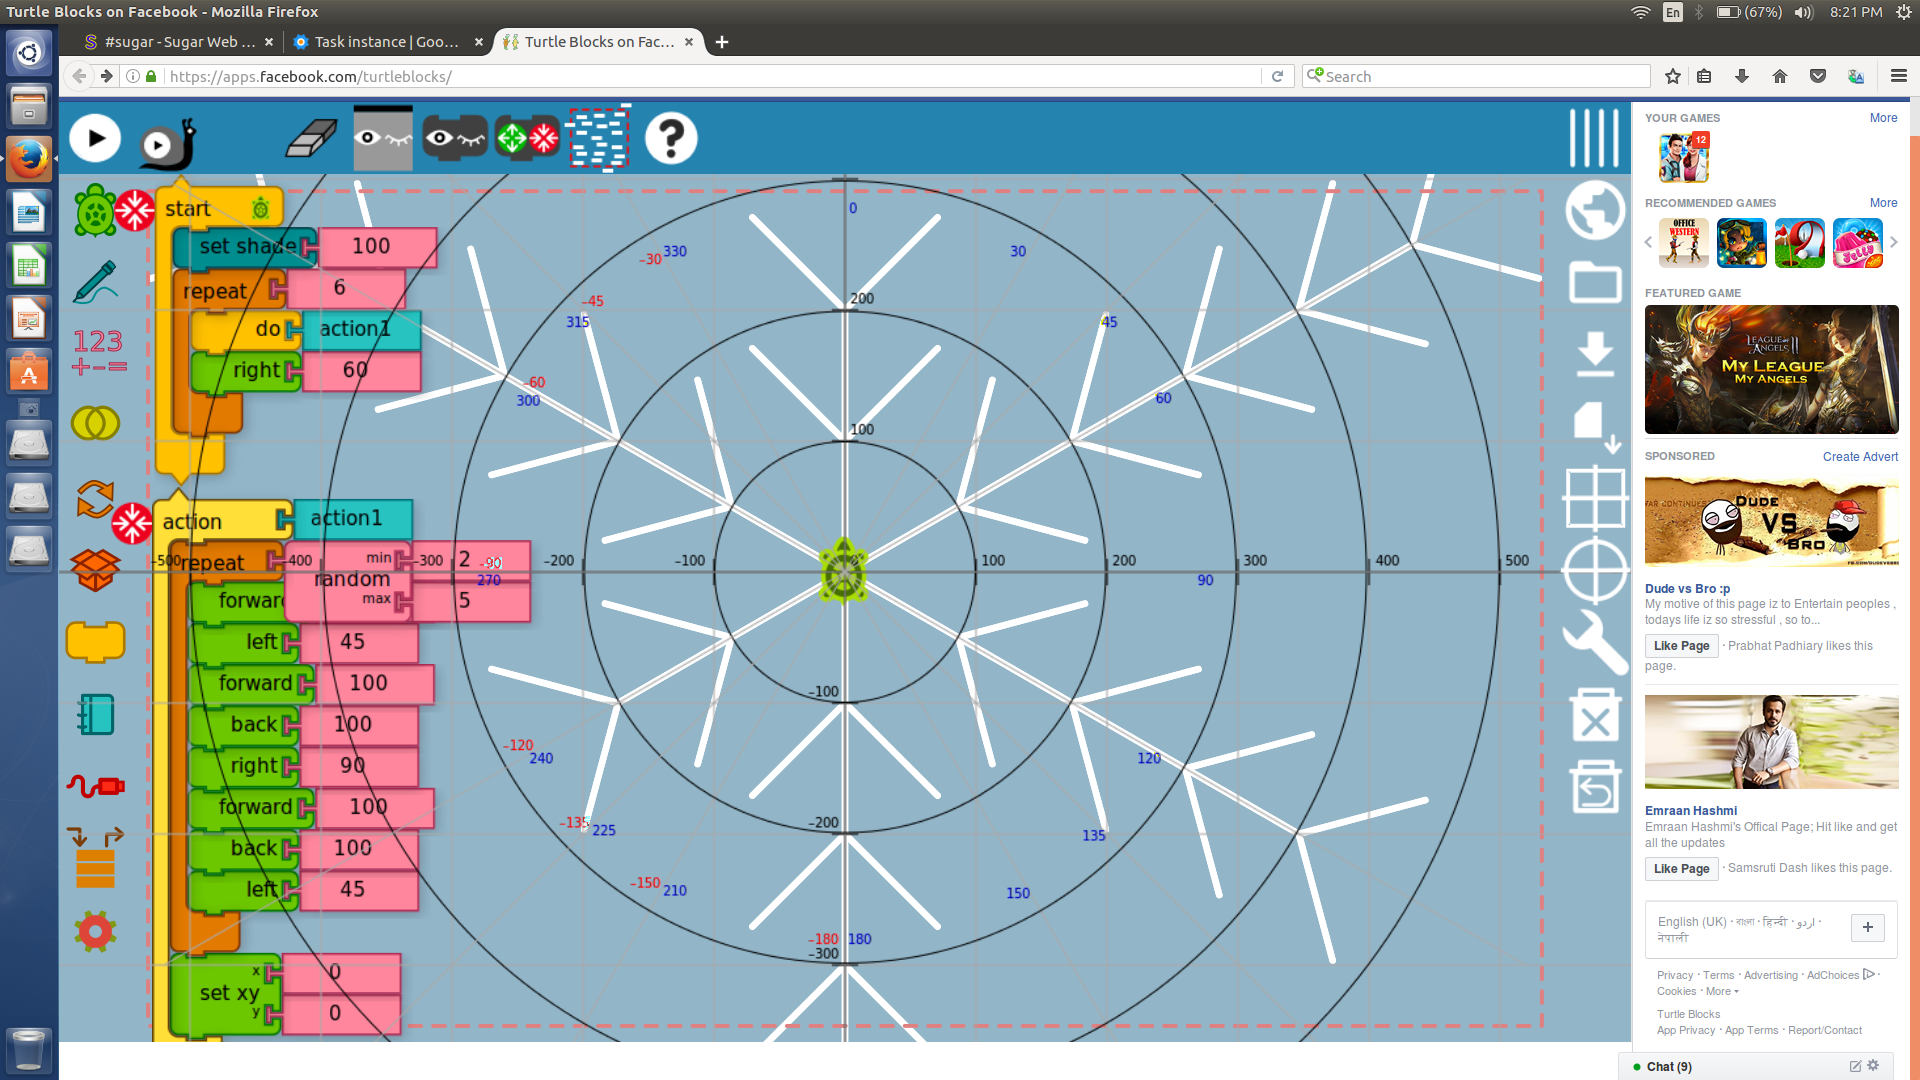 Turtle Blocks on Facebook - Mozilla Firefox
En
(67%)
8:21 PM
#sugar - Sugar Web ...
Task instance | Goo...
Turtle Blocks on Fac...
https://apps.facebook.com/turtleblocks/
Search
start
set shade 100
repeat 6
do action1
right 60
action action1
repeat random min 2
max 5
forward
left 45
forward 100
back 100
right 90
forward 100
back 100
left 45
set xy x 0
y 0
0
-30 330
30
-45
315
45
200
-60
300
60
100
-500 -400 -300 -200 -100 100 200 300 400 500
-90
270
90
-100
-120
240
120
-200
-135 225
135
-150 210
150
-180 180
-300
YOUR GAMES More
12
RECOMMENDED GAMES More
OFFICE WESTERN
9
Jelly
FEATURED GAME
LEAGUE OF ANGELS II
MY LEAGUE
MY ANGELS
SPONSORED Create Advert
WAR CONTINUES
DUDE
VS
BRO
Dude vs Bro :p
My motive of this page iz to Entertain peoples ,
todays life iz so stressful , so to...
Like Page · Prabhat Padhiary likes this
page.
Emraan Hashmi
Emraan Hashmi's Offical Page; Hit like and get
all the updates
Like Page · Samsruti Dash likes this page.
English (UK) · বাংলা · हिन्दी · اردو ·
नेपाली
+
Privacy · Terms · Advertising · AdChoices ·
Cookies · More
Turtle Blocks
App Privacy · App Terms · Report/Contact
Chat (9)